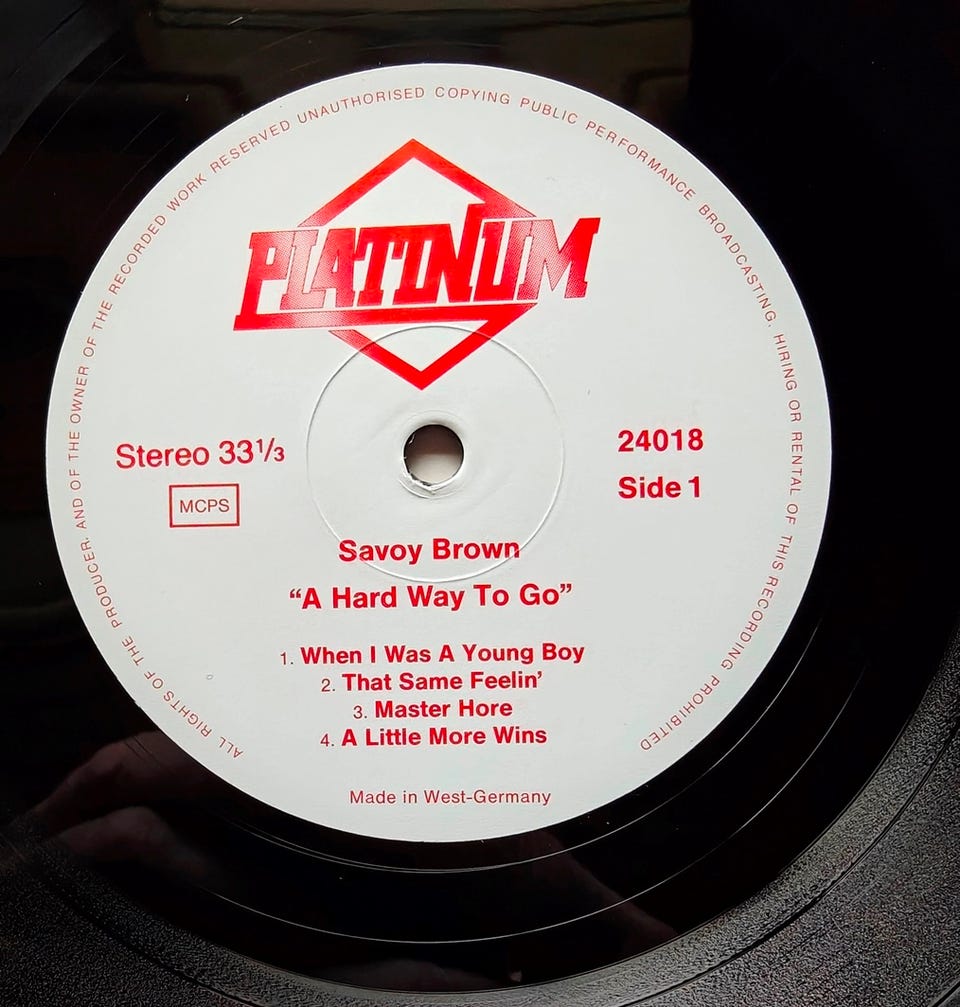 ALL RIGHTS OF THE PRODUCER, AND OF THE OWNER OF THE RECORDED WORK RESERVED UNAUTHORISED COPYING PUBLIC PERFORMANCE BROADCASTING, HIRING OR RENTAL OF THIS RECORDING PROHIBITED
PLATINUM
Stereo 33⅓
MCPS
24018
Side 1
Savoy Brown
“A Hard Way To Go”
1. When I Was A Young Boy
2. That Same Feelin’
3. Master Hore
4. A Little More Wins
Made in West-Germany